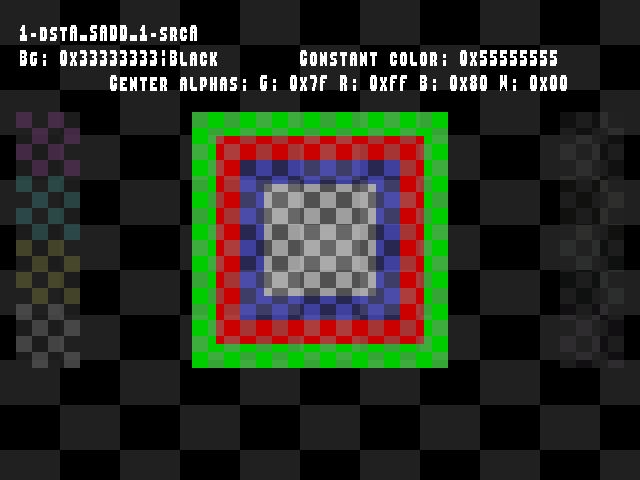 1-dstA_SADD_1-srcA
Bg: 0x33333333;Black Constant color: 0x55555555
Center alphas: G: 0x7F R: 0xFF B: 0x80 W: 0x00